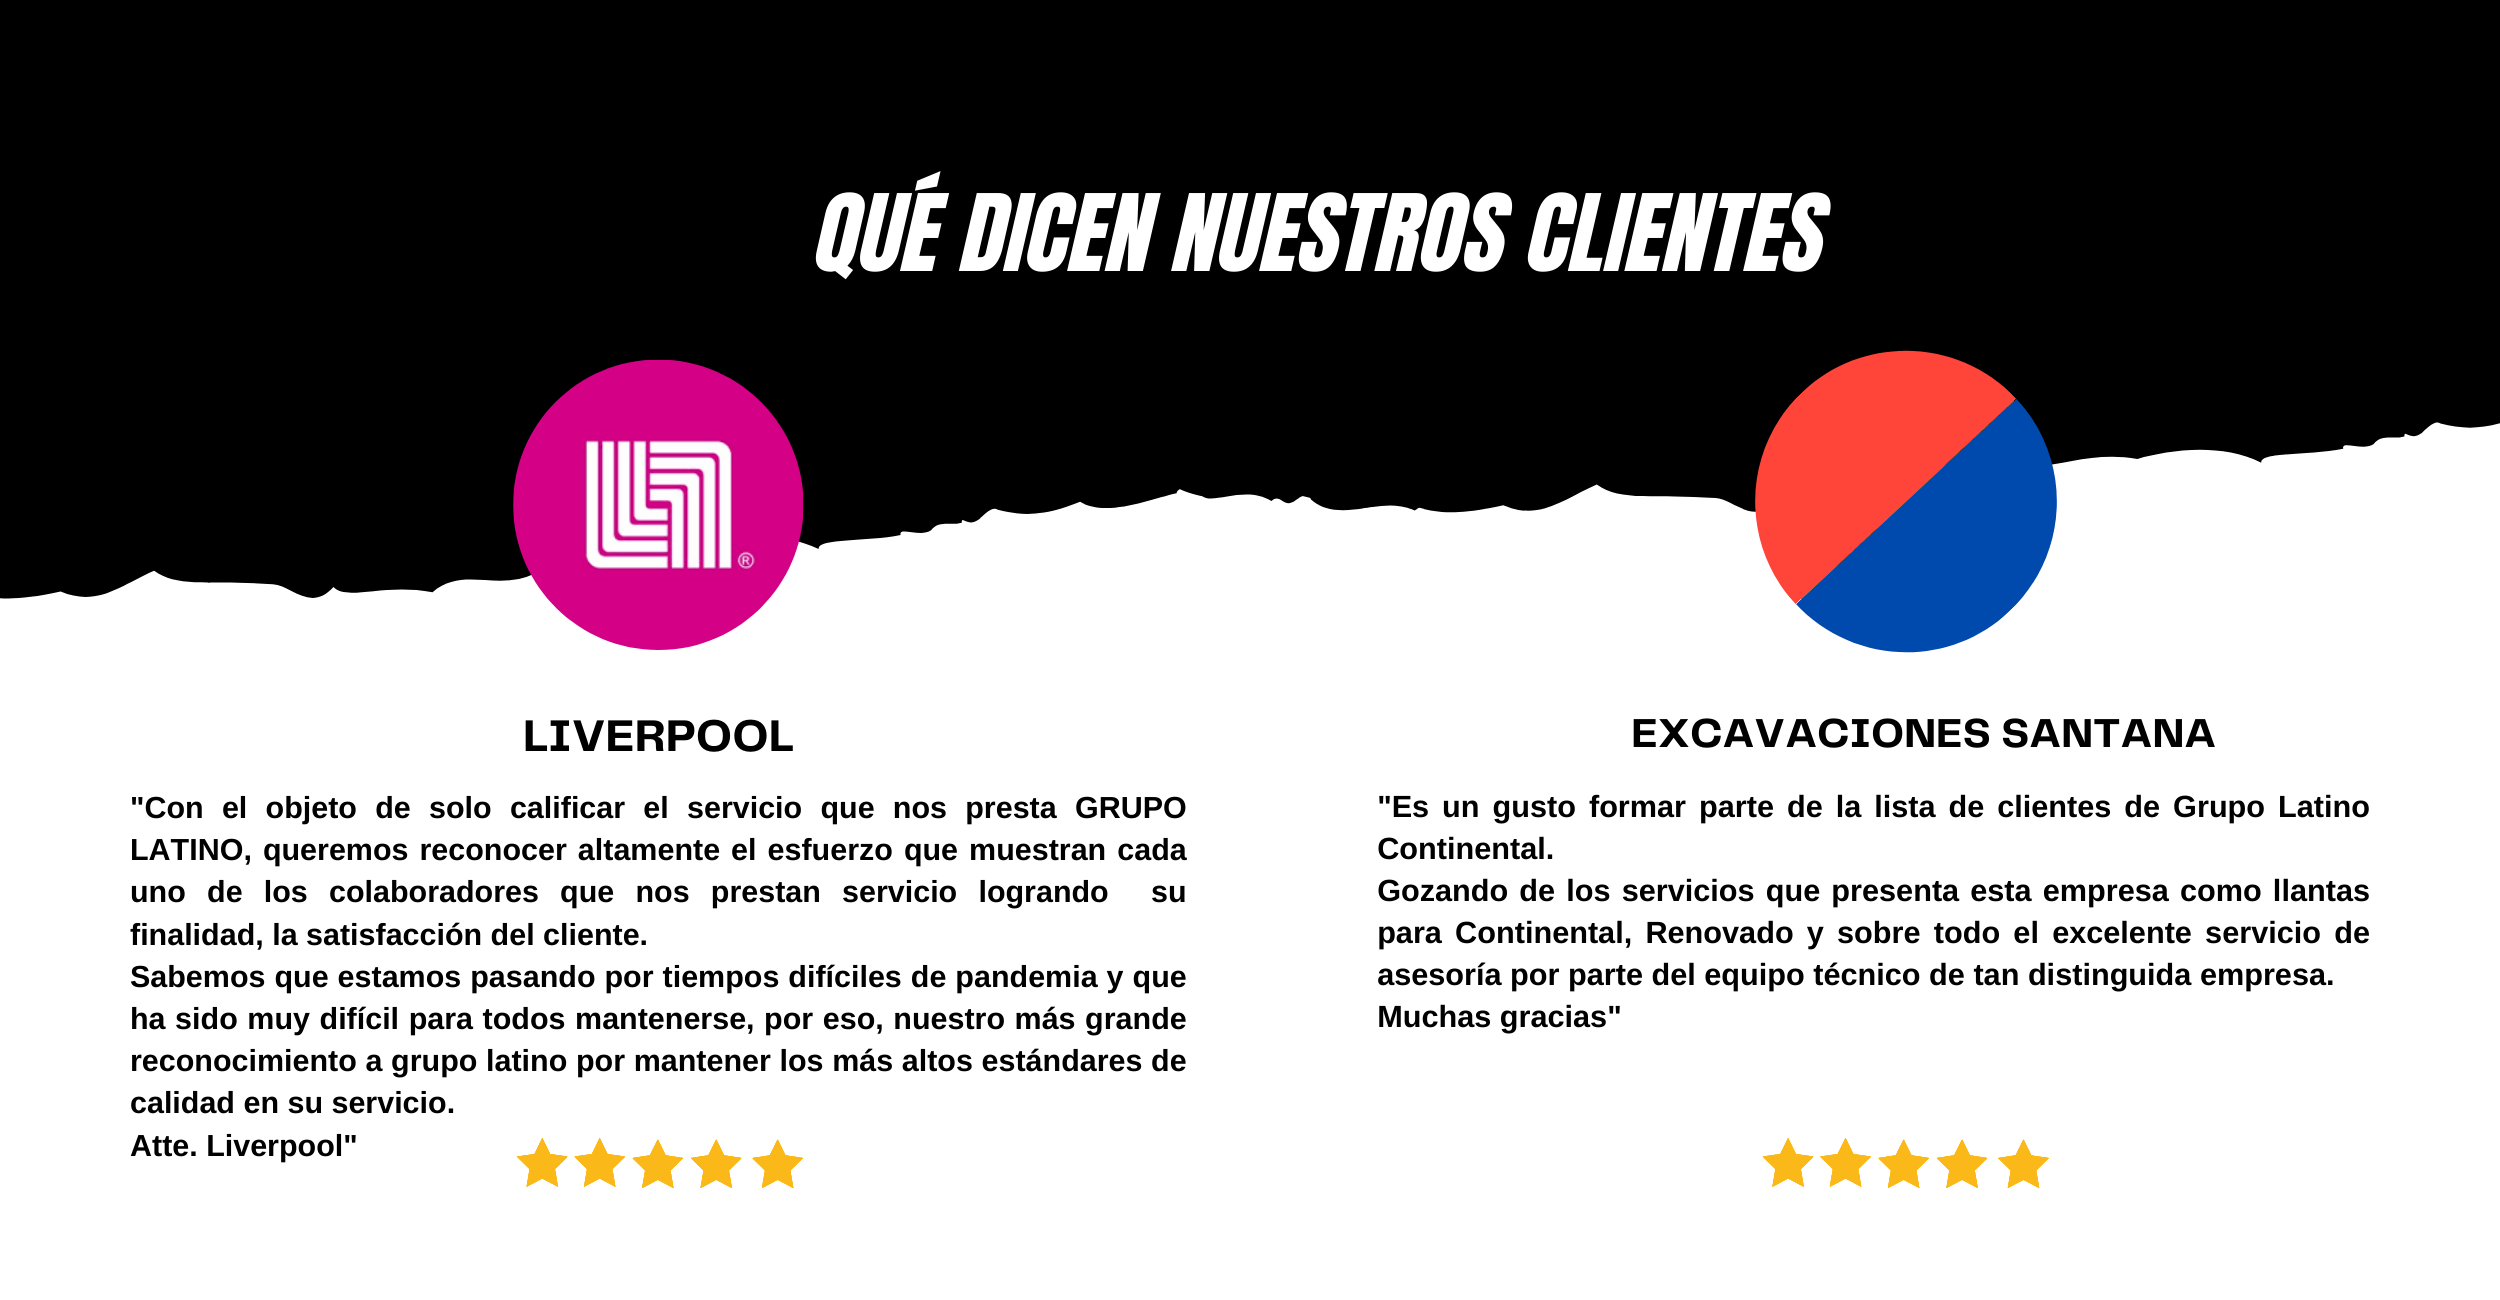 QUÉ DICEN NUESTROS CLIENTES
®
LIVERPOOL
"Con el objeto de solo calificar el servicio que nos presta GRUPO
LATINO, queremos reconocer altamente el esfuerzo que muestran cada
uno de los colaboradores que nos prestan servicio logrando su
finalidad, la satisfacción del cliente.
Sabemos que estamos pasando por tiempos difíciles de pandemia y que
ha sido muy difícil para todos mantenerse, por eso, nuestro más grande
reconocimiento a grupo latino por mantener los más altos estándares de
calidad en su servicio.
Atte. Liverpool"
EXCAVACIONES SANTANA
"Es un gusto formar parte de la lista de clientes de Grupo Latino
Continental.
Gozando de los servicios que presenta esta empresa como llantas
para Continental, Renovado y sobre todo el excelente servicio de
asesoría por parte del equipo técnico de tan distinguida empresa.
Muchas gracias"